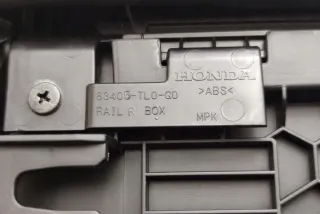 HONDA
83403-TL0-G0
>ABS<
RAIL R BOX
MPK